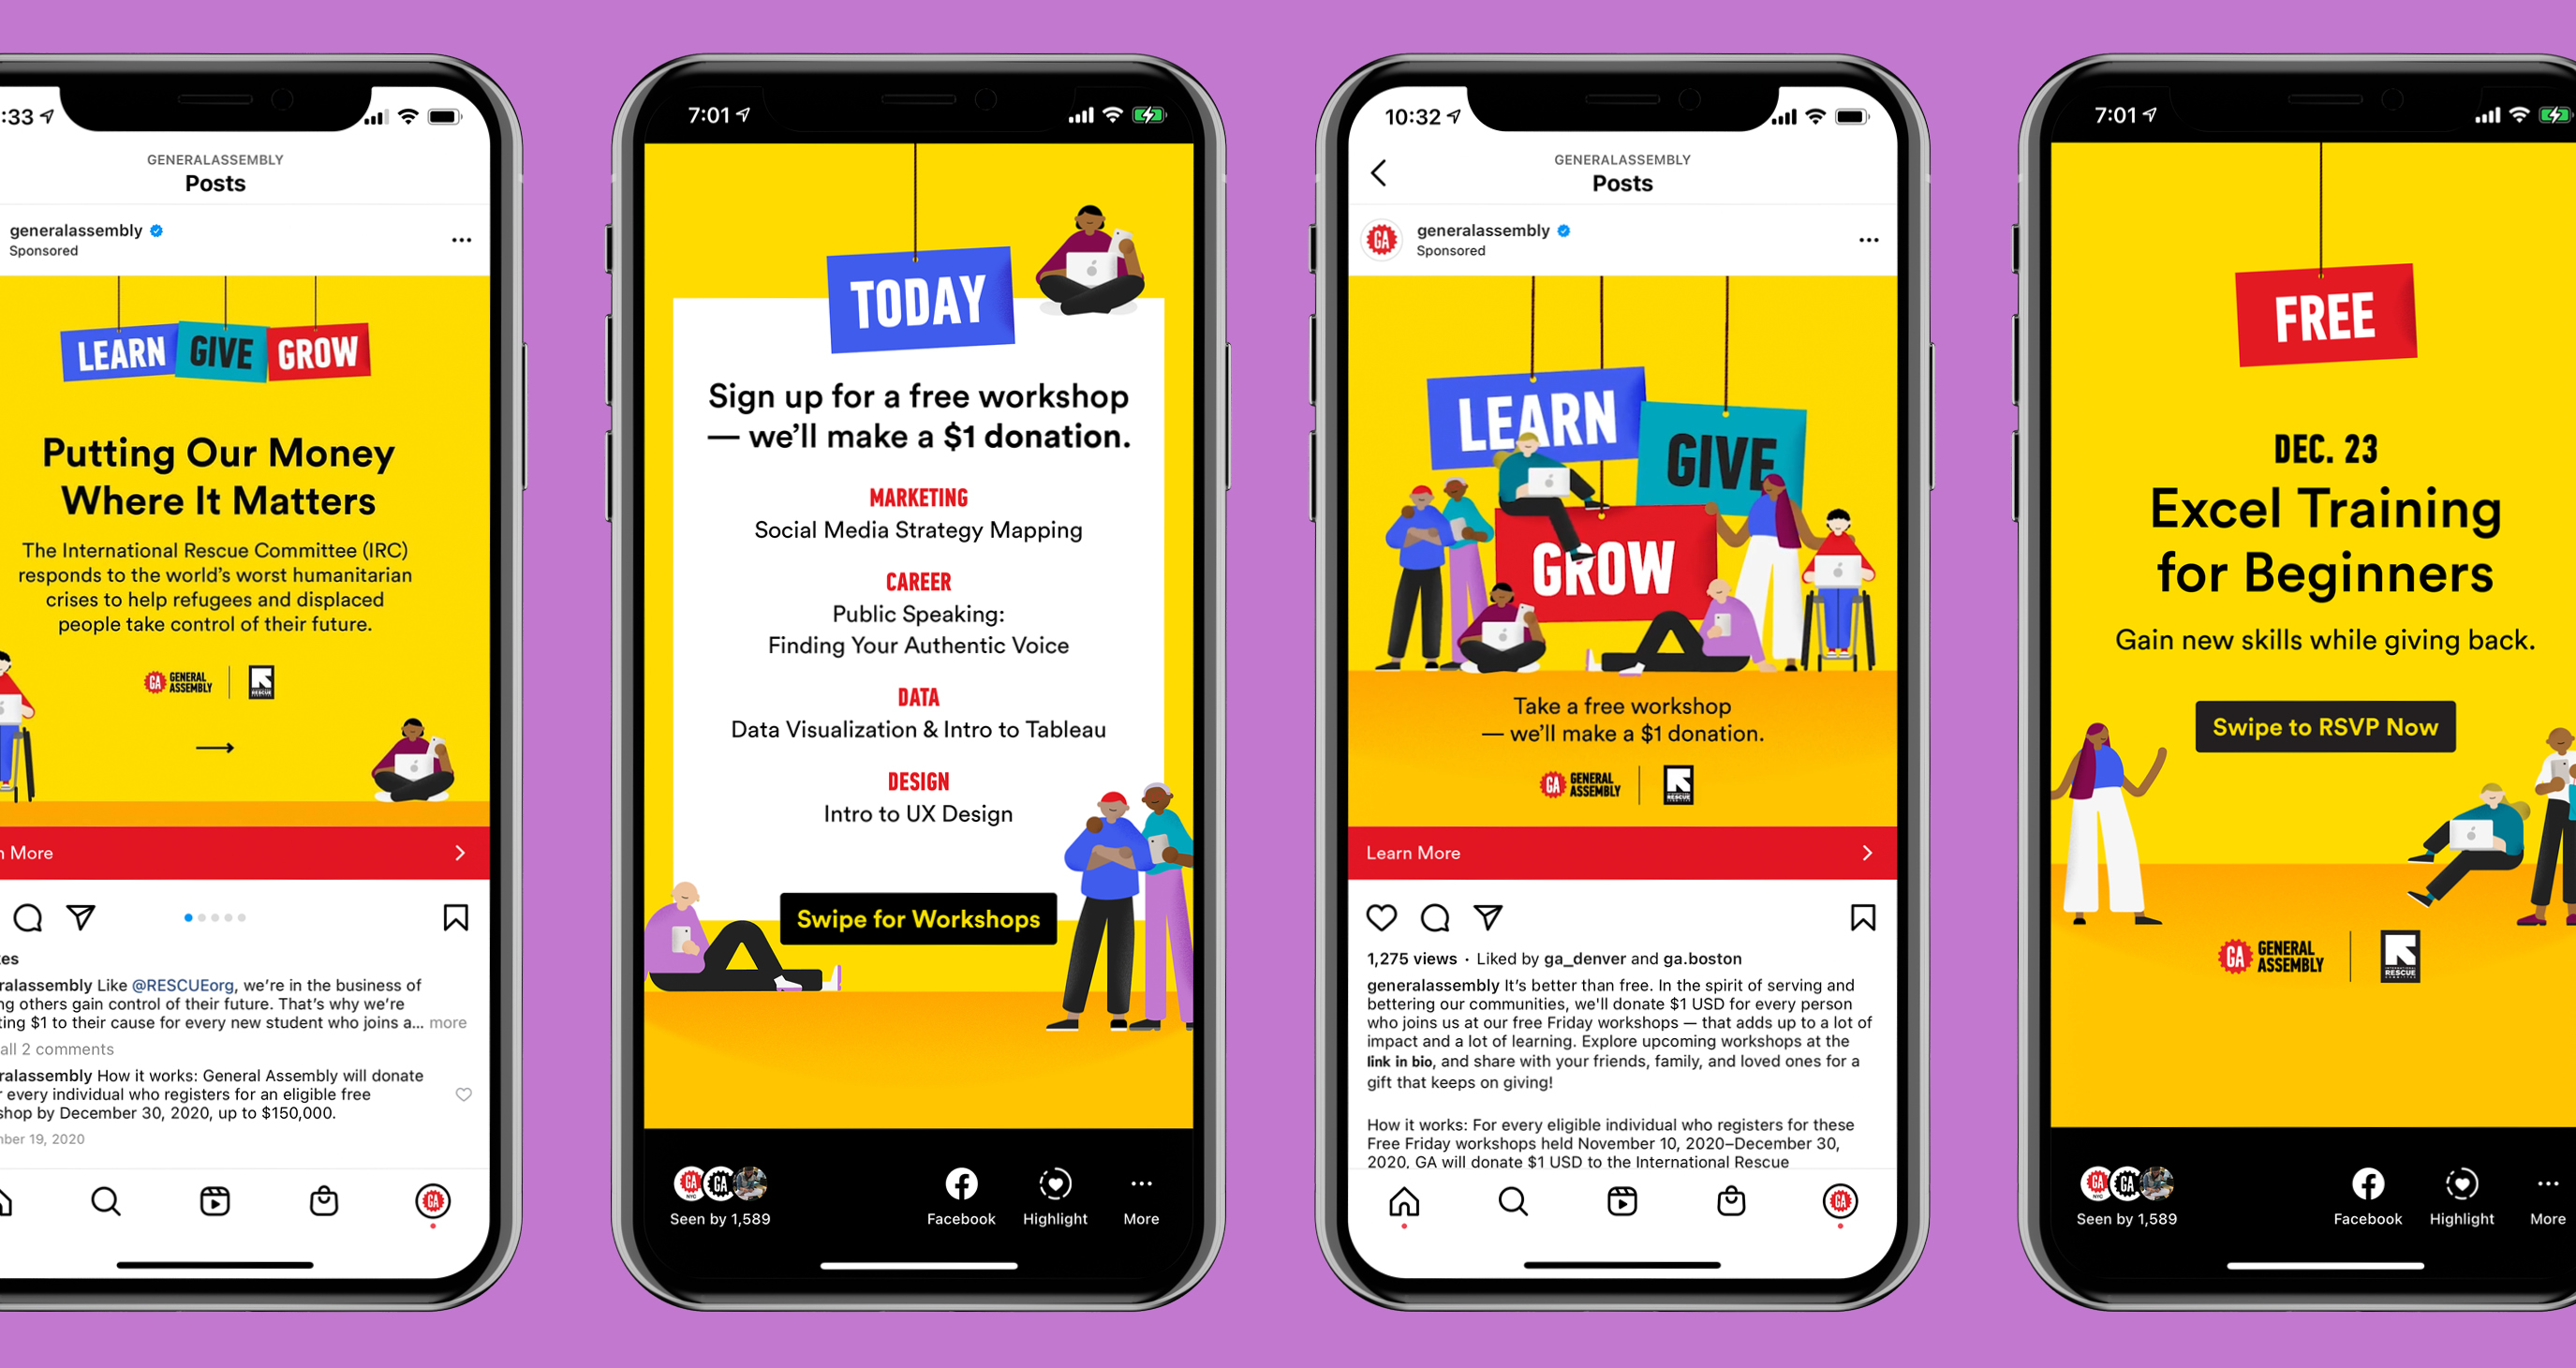 :33
GENERALASSEMBLY
Posts
generalassembly
Sponsored
LEARN GIVE GROW
Putting Our Money
Where It Matters
The International Rescue Committee (IRC)
responds to the world's worst humanitarian
crises to help refugees and displaced
people take control of their future.
GA GENERAL
ASSEMBLY
RESCUE
n More
es
ralassembly Like @RESCUEorg, we're in the business of
ng others gain control of their future. That's why we're
ting $1 to their cause for every new student who joins a... more
all 2 comments
ralassembly How it works: General Assembly will donate
r every individual who registers for an eligible free
shop by December 30, 2020, up to $150,000.
ber 19, 2020
GA
7:01
TODAY
Sign up for a free workshop
— we'll make a $1 donation.
MARKETING
Social Media Strategy Mapping
CAREER
Public Speaking:
Finding Your Authentic Voice
DATA
Data Visualization & Intro to Tableau
DESIGN
Intro to UX Design
Swipe for Workshops
GA GA
NYC
Seen by 1,589
Facebook
Highlight
More
10:32
GENERALASSEMBLY
Posts
GA
generalassembly
Sponsored
LEARN
GIVE
GROW
Take a free workshop
— we'll make a $1 donation.
GA GENERAL
ASSEMBLY
RESCUE
Learn More
1,275 views · Liked by ga_denver and ga.boston
generalassembly It's better than free. In the spirit of serving and
bettering our communities, we'll donate $1 USD for every person
who joins us at our free Friday workshops — that adds up to a lot of
impact and a lot of learning. Explore upcoming workshops at the
link in bio, and share with your friends, family, and loved ones for a
gift that keeps on giving!
How it works: For every eligible individual who registers for these
Free Friday workshops held November 10, 2020–December 30,
2020, GA will donate $1 USD to the International Rescue
GA
7:01
FREE
DEC. 23
Excel Training
for Beginners
Gain new skills while giving back.
Swipe to RSVP Now
GA GENERAL
ASSEMBLY
INTERNATIONAL
RESCUE
COMMITTEE
GA GA
NYC
Seen by 1,589
Facebook
Highlight
More